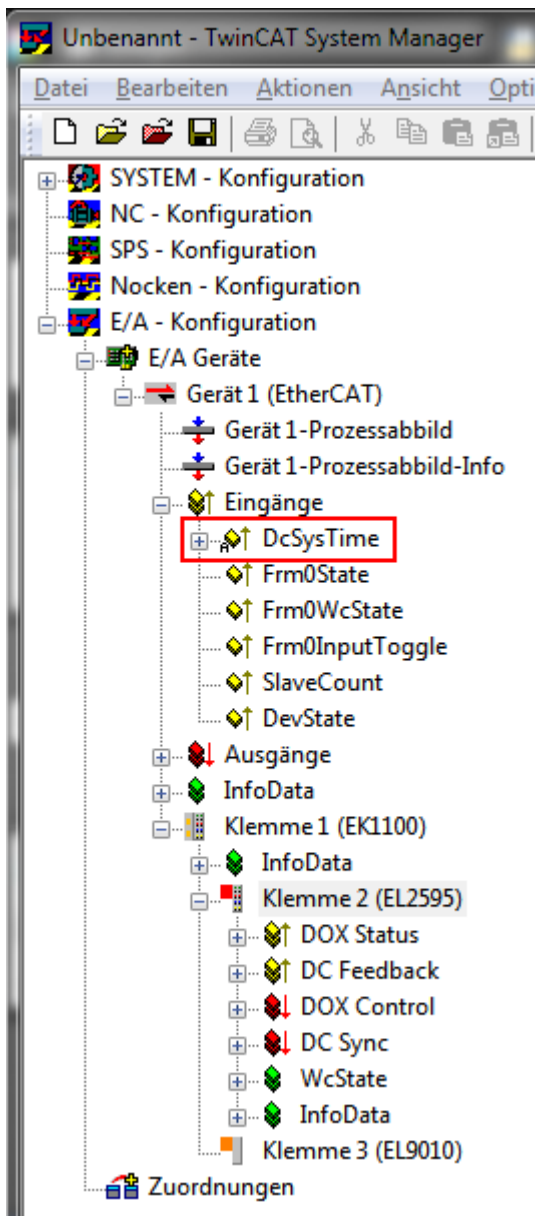 Unbenannt - TwinCAT System Manager
Datei Bearbeiten Aktionen Ansicht Opti
SYSTEM - Konfiguration
NC - Konfiguration
SPS - Konfiguration
Nocken - Konfiguration
E/A - Konfiguration
E/A Geräte
Gerät 1 (EtherCAT)
Gerät 1-Prozessabbild
Gerät 1-Prozessabbild-Info
Eingänge
DcSysTime
Frm0State
Frm0WcState
Frm0InputToggle
SlaveCount
DevState
Ausgänge
InfoData
Klemme 1 (EK1100)
InfoData
Klemme 2 (EL2595)
DOX Status
DC Feedback
DOX Control
DC Sync
WcState
InfoData
Klemme 3 (EL9010)
Zuordnungen